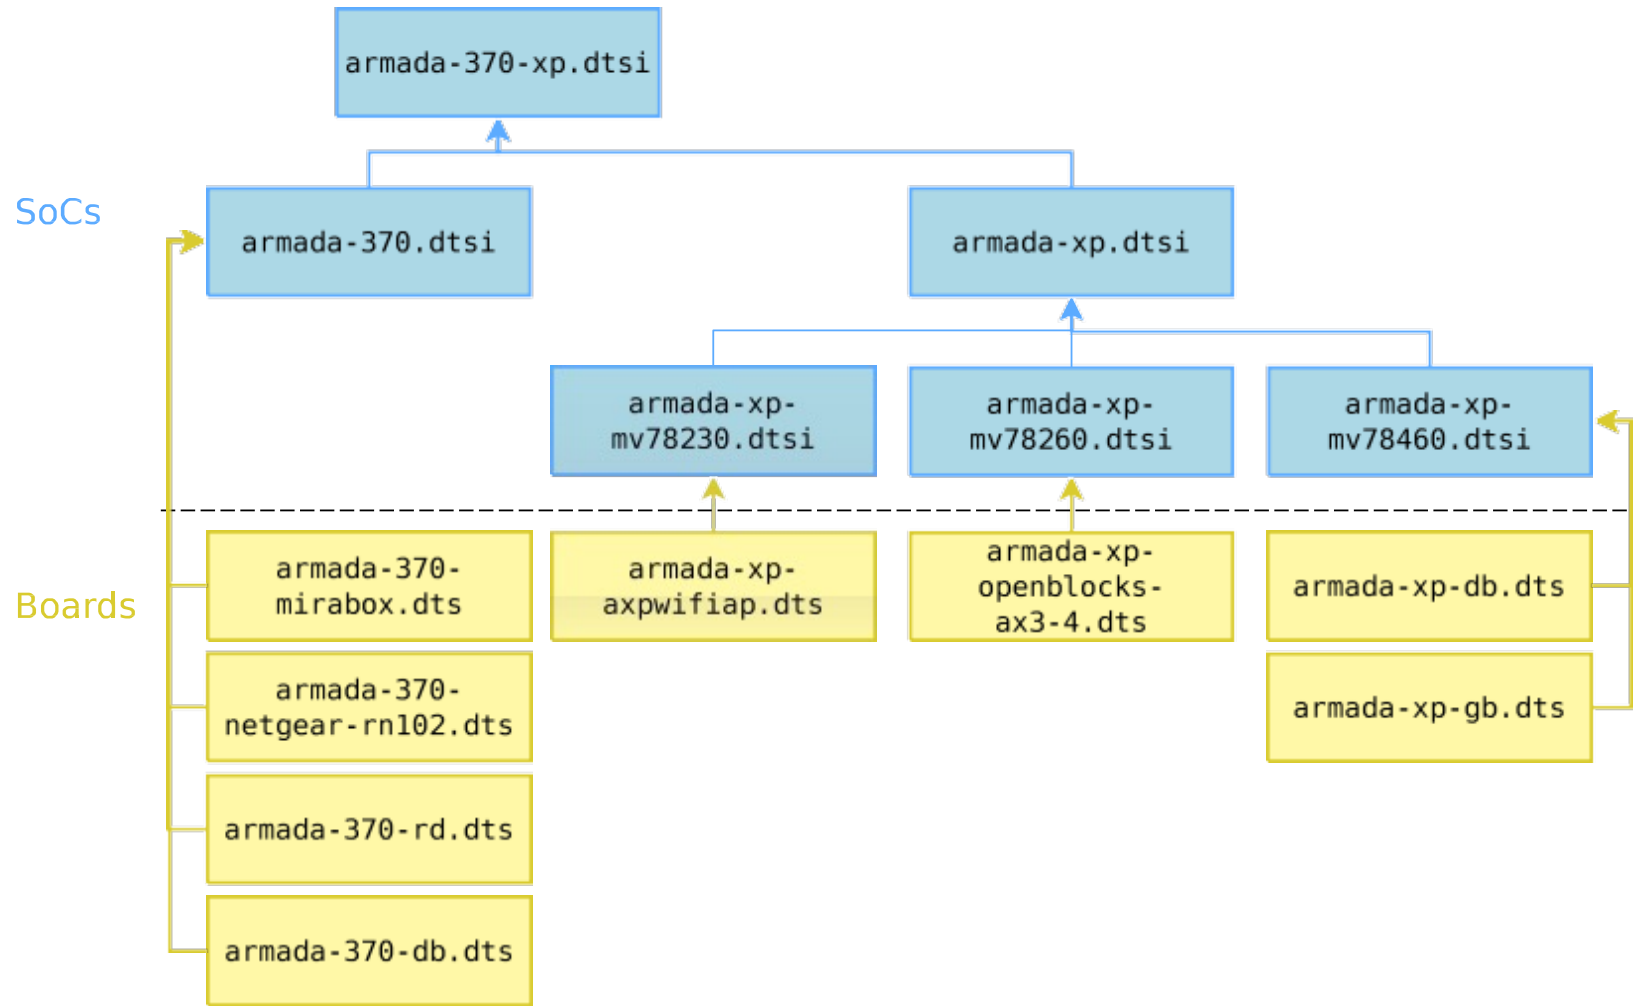 armada-370-xp.dtsi
SoCs
armada-370.dtsi
armada-xp.dtsi
armada-xp-
mv78230.dtsi
armada-xp-
mv78260.dtsi
armada-xp-
mv78460.dtsi
Boards
armada-370-
mirabox.dts
armada-xp-
axpwifiap.dts
armada-xp-
openblocks-
ax3-4.dts
armada-xp-db.dts
armada-370-
netgear-rn102.dts
armada-xp-gb.dts
armada-370-rd.dts
armada-370-db.dts